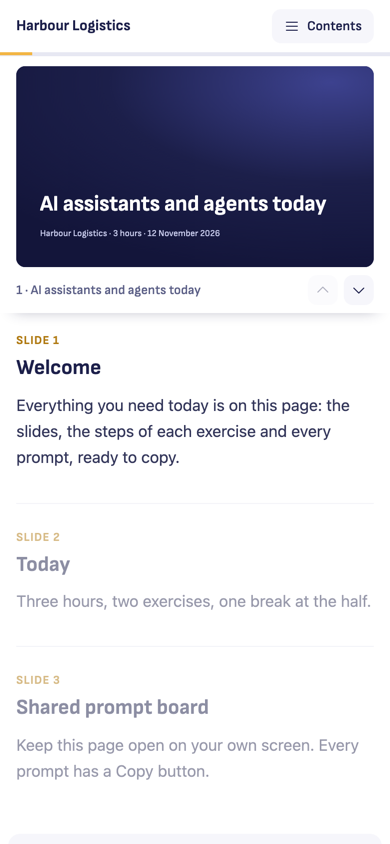 Harbour Logistics
Contents
AI assistants and agents today
Harbour Logistics · 3 hours · 12 November 2026
1 · AI assistants and agents today
SLIDE 1
Welcome
Everything you need today is on this page: the
slides, the steps of each exercise and every
prompt, ready to copy.
SLIDE 2
Today
Three hours, two exercises, one break at the half.
SLIDE 3
Shared prompt board
Keep this page open on your own screen. Every
prompt has a Copy button.